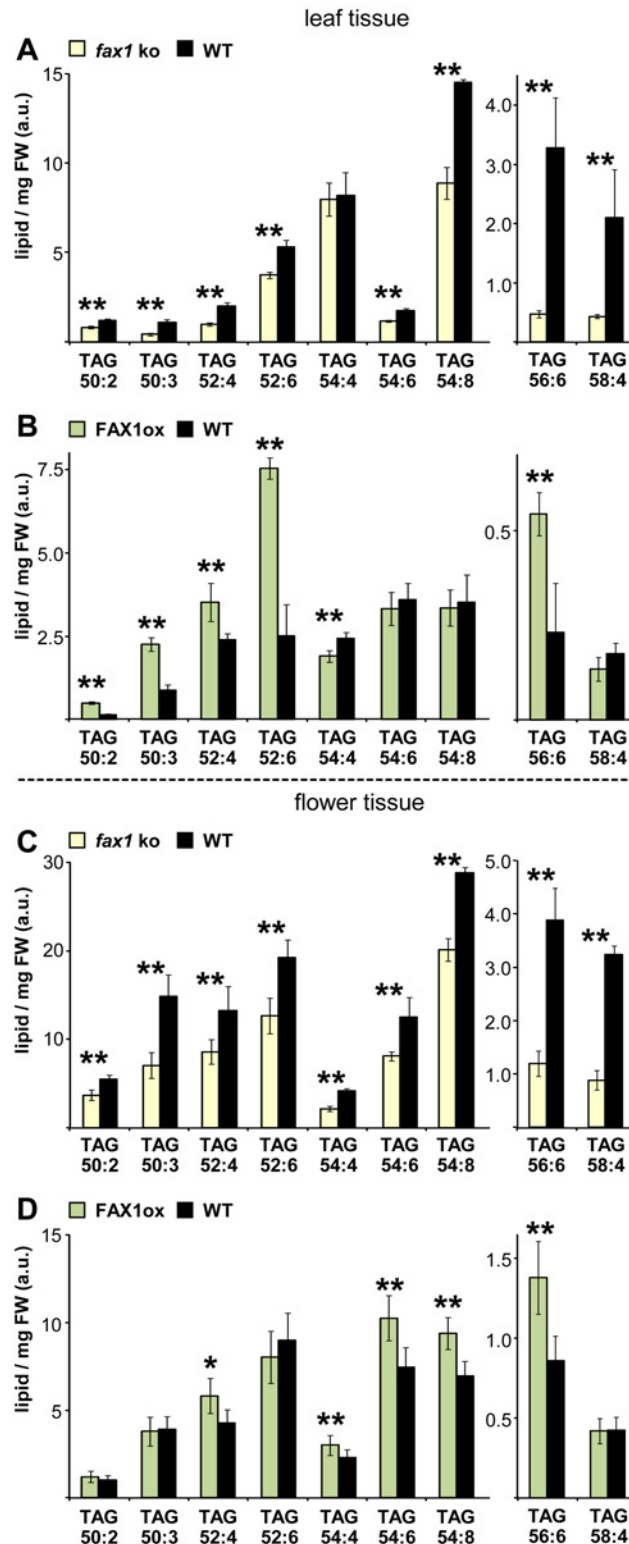 leaf tissue
A
fax1 ko WT
lipid / mg FW (a.u.)
15
10
5
4.0
3.0
2.0
1.0
** ** ** ** ** ** ** **
TAG TAG TAG TAG TAG TAG TAG TAG TAG
50:2 50:3 52:4 52:6 54:4 54:6 54:8 56:6 58:4
B
FAX1ox WT
lipid / mg FW (a.u.)
7.5
5.0
2.5
0.5
** ** ** ** ** **
TAG TAG TAG TAG TAG TAG TAG TAG TAG
50:2 50:3 52:4 52:6 54:4 54:6 54:8 56:6 58:4
flower tissue
C
fax1 ko WT
lipid / mg FW (a.u.)
30
20
10
5.0
4.0
3.0
2.0
1.0
** ** ** ** ** ** ** ** **
TAG TAG TAG TAG TAG TAG TAG TAG TAG
50:2 50:3 52:4 52:6 54:4 54:6 54:8 56:6 58:4
D
FAX1ox WT
lipid / mg FW (a.u.)
15
10
5
1.5
1.0
0.5
* ** ** ** **
TAG TAG TAG TAG TAG TAG TAG TAG TAG
50:2 50:3 52:4 52:6 54:4 54:6 54:8 56:6 58:4